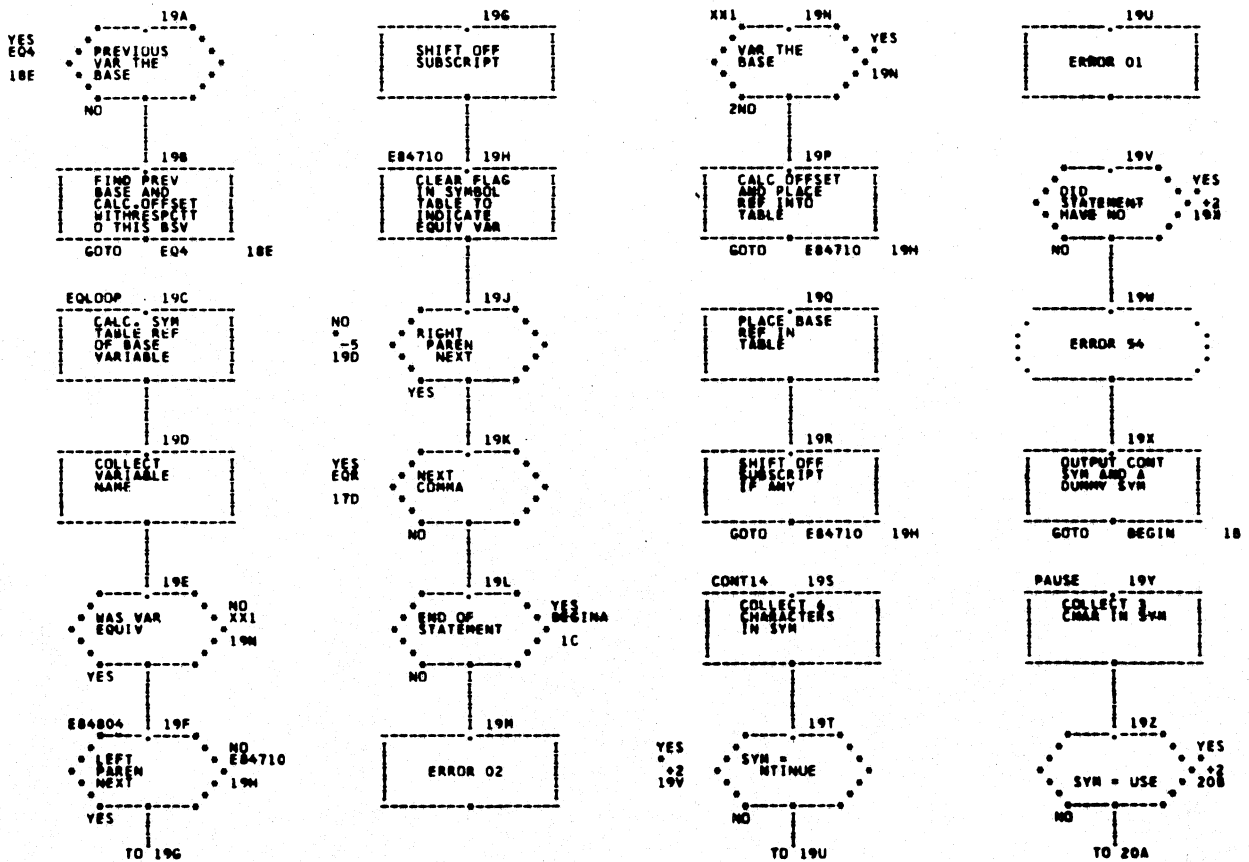 19A
YES
EQ4
18E
PREVIOUS
VAR THE
BASE
NO
19B
FIND PREV
BASE AND
CALC.OFFSET
WITHRESPCTT
O THIS BSV
GOTO EQ4 18E
EQLOOP 19C
CALC. SYM
TABLE REF
OF BASE
VARIABLE
19D
COLLECT
VARIABLE
NAME
19E
WAS VAR
EQUIV
NO
XX1
19N
YES
E84804 19F
LEFT
PAREN
NEXT
NO
E84710
19H
YES
TO 19G
19G
SHIFT OFF
SUBSCRIPT
E84710 19H
CLEAR FLAG
IN SYMBOL
TABLE TO
INDICATE
EQUIV VAR
19J
NO
-5
19D
RIGHT
PAREN
NEXT
YES
19K
YES
EQR
17D
NEXT
COMMA
NO
19L
END OF
STATEMENT
YES
BEGINA
1C
NO
19M
ERROR 02
XX1 19N
VAR THE
BASE
YES
19N
2NO
19P
CALC OFFSET
AND PLACE
REF INTO
TABLE
GOTO E84710 19H
19Q
PLACE BASE
REF IN
TABLE
19R
SHIFT OFF
SUBSCRIPT
IF ANY
GOTO E84710 19H
CONT14 19S
COLLECT 6
CHARACTERS
IN SYM
19T
YES
+2
19V
SYM =
NTINUE
NO
TO 19U
19U
ERROR 01
19V
DID
STATEMENT
HAVE NO
YES
+2
19X
NO
19W
ERROR 54
19X
OUTPUT CONT
SYM AND A
DUMMY SYM
GOTO BEGIN 1B
PAUSE 19Y
COLLECT 3
CHAR IN SYM
19Z
SYM = USE
YES
+2
20B
NO
TO 20A